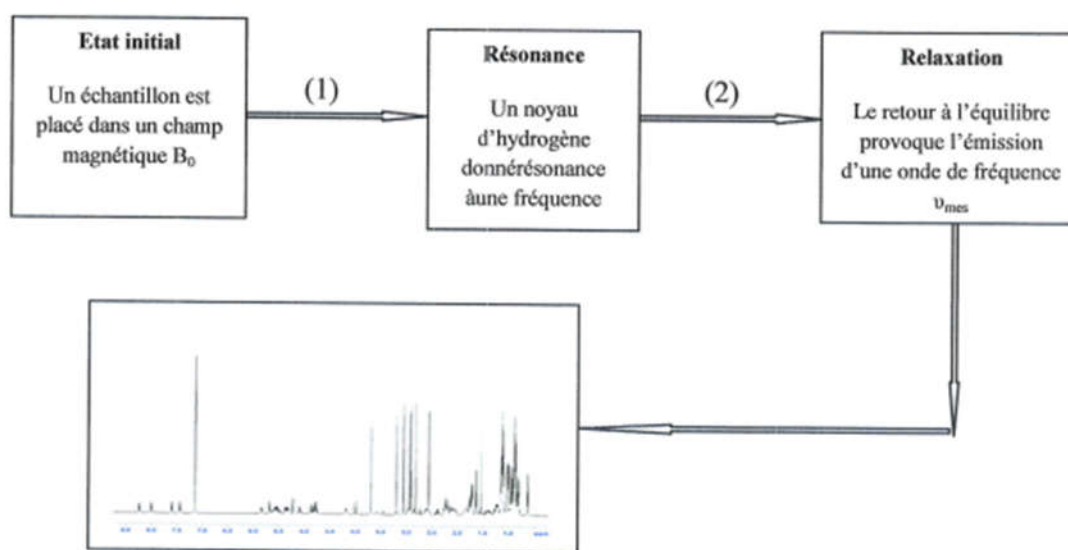 Etat initial
Un échantillon est
placé dans un champ
magnétique B₀
(1)
Résonance
Un noyau
d’hydrogène
donnérésonance
àune fréquence
(2)
Relaxation
Le retour à l’équilibre
provoque l’émission
d’une onde de fréquence
υmes